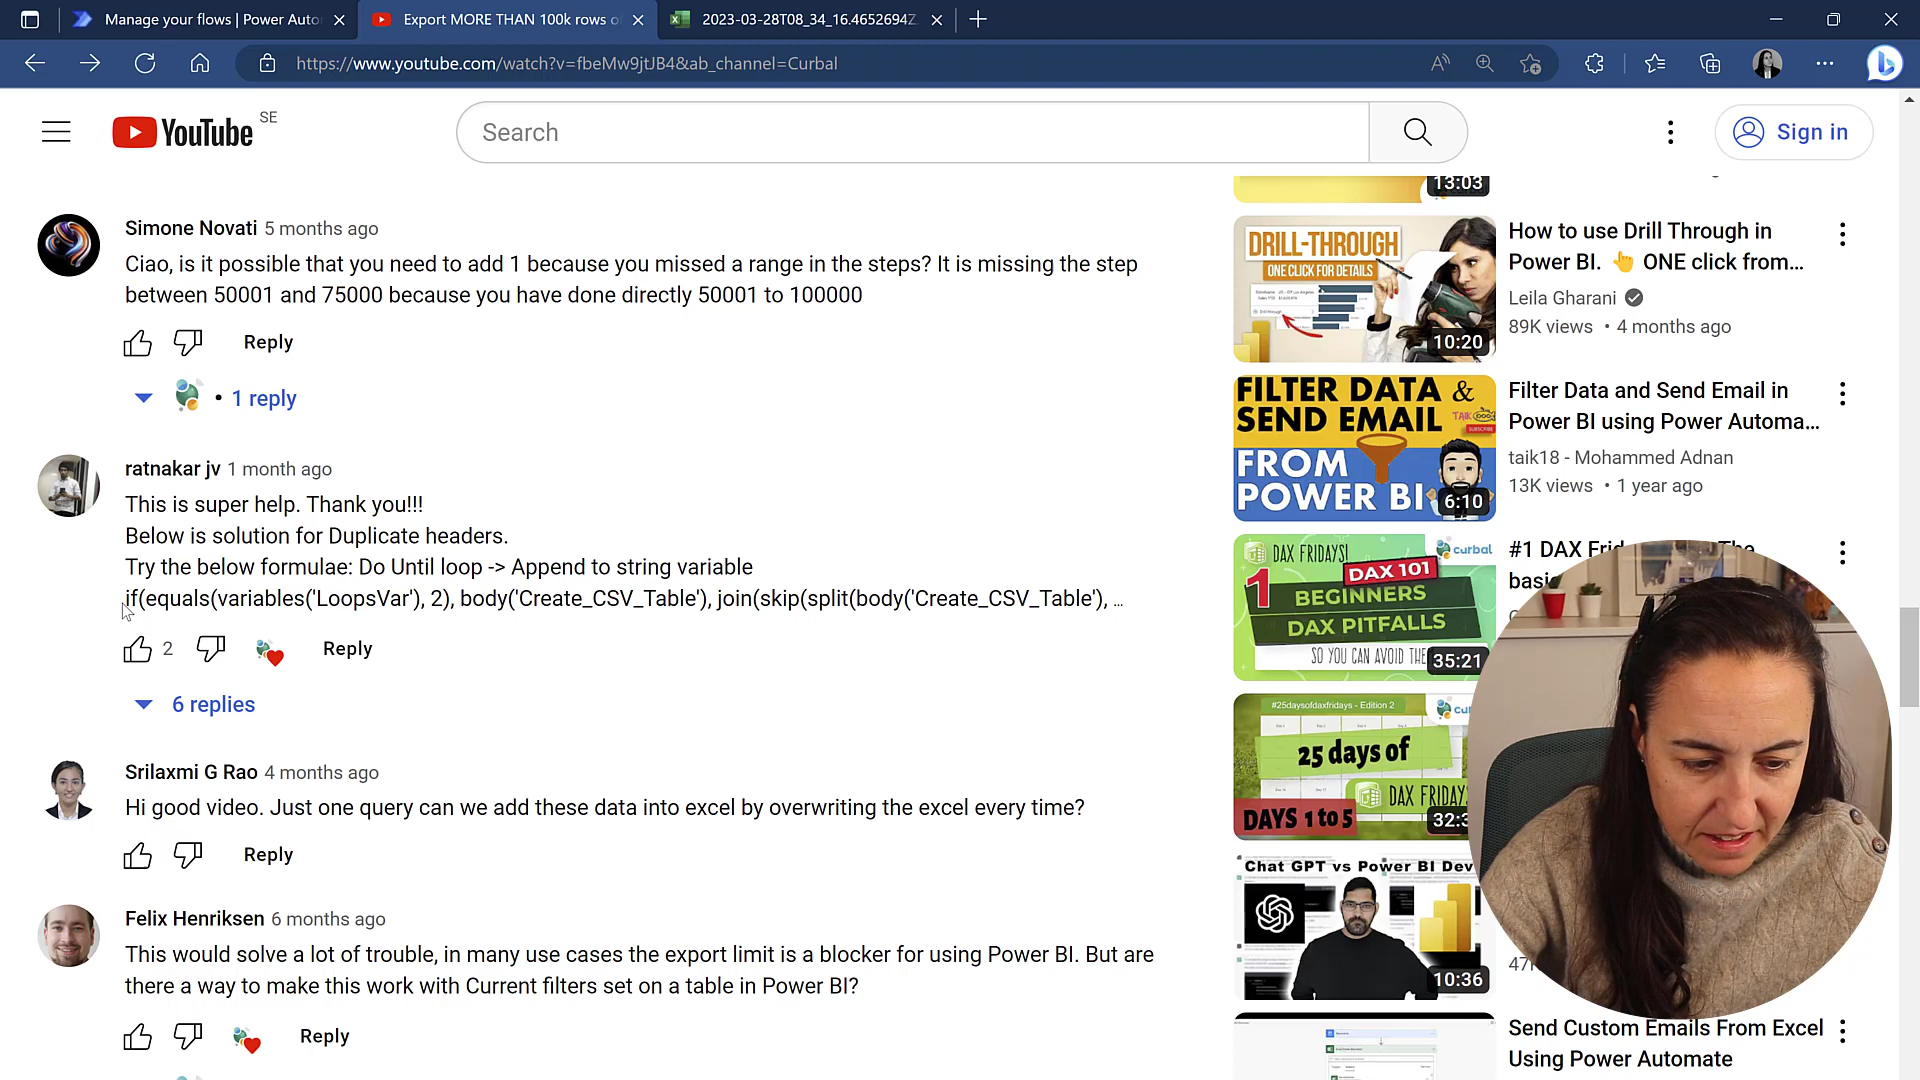 Manage your flows | Power Auto
Export MORE THAN 100k rows o
2023-03-28T08_34_16.4652694Z
https://www.youtube.com/watch?v=fbeMw9jtJB4&ab_channel=Curbal
YouTube SE
Search
Sign in
Simone Novati 5 months ago
Ciao, is it possible that you need to add 1 because you missed a range in the steps? It is missing the step
between 50001 and 75000 because you have done directly 50001 to 100000
Reply
• 1 reply
ratnakar jv 1 month ago
This is super help. Thank you!!!
Below is solution for Duplicate headers.
Try the below formulae: Do Until loop -> Append to string variable
if(equals(variables('LoopsVar'), 2), body('Create_CSV_Table'), join(skip(split(body('Create_CSV_Table'), ...
2
Reply
6 replies
Srilaxmi G Rao 4 months ago
Hi good video. Just one query can we add these data into excel by overwriting the excel every time?
Reply
Felix Henriksen 6 months ago
This would solve a lot of trouble, in many use cases the export limit is a blocker for using Power BI. But are
there a way to make this work with Current filters set on a table in Power BI?
Reply
13:03
DRILL-THROUGH
ONE CLICK FOR DETAILS
10:20
How to use Drill Through in
Power BI. 👆 ONE click from...
Leila Gharani
89K views • 4 months ago
FILTER DATA &
SEND EMAIL
FROM
POWER BI
TAIK
SUBSCRIBE
6:10
Filter Data and Send Email in
Power BI using Power Automa...
taik18 - Mohammed Adnan
13K views • 1 year ago
DAX FRIDAYS!
curbal
1
DAX 101
BEGINNERS
DAX PITFALLS
SO YOU CAN AVOID THE
35:21
#1 DAX Fri
The
basi
#25daysofdaxfridays - Edition 2
cu
25 days of
DAX FRIDAY
DAYS 1 to 5
32:3
Chat GPT vs Power BI Dev
10:36
47
Send Custom Emails From Excel
Using Power Automate